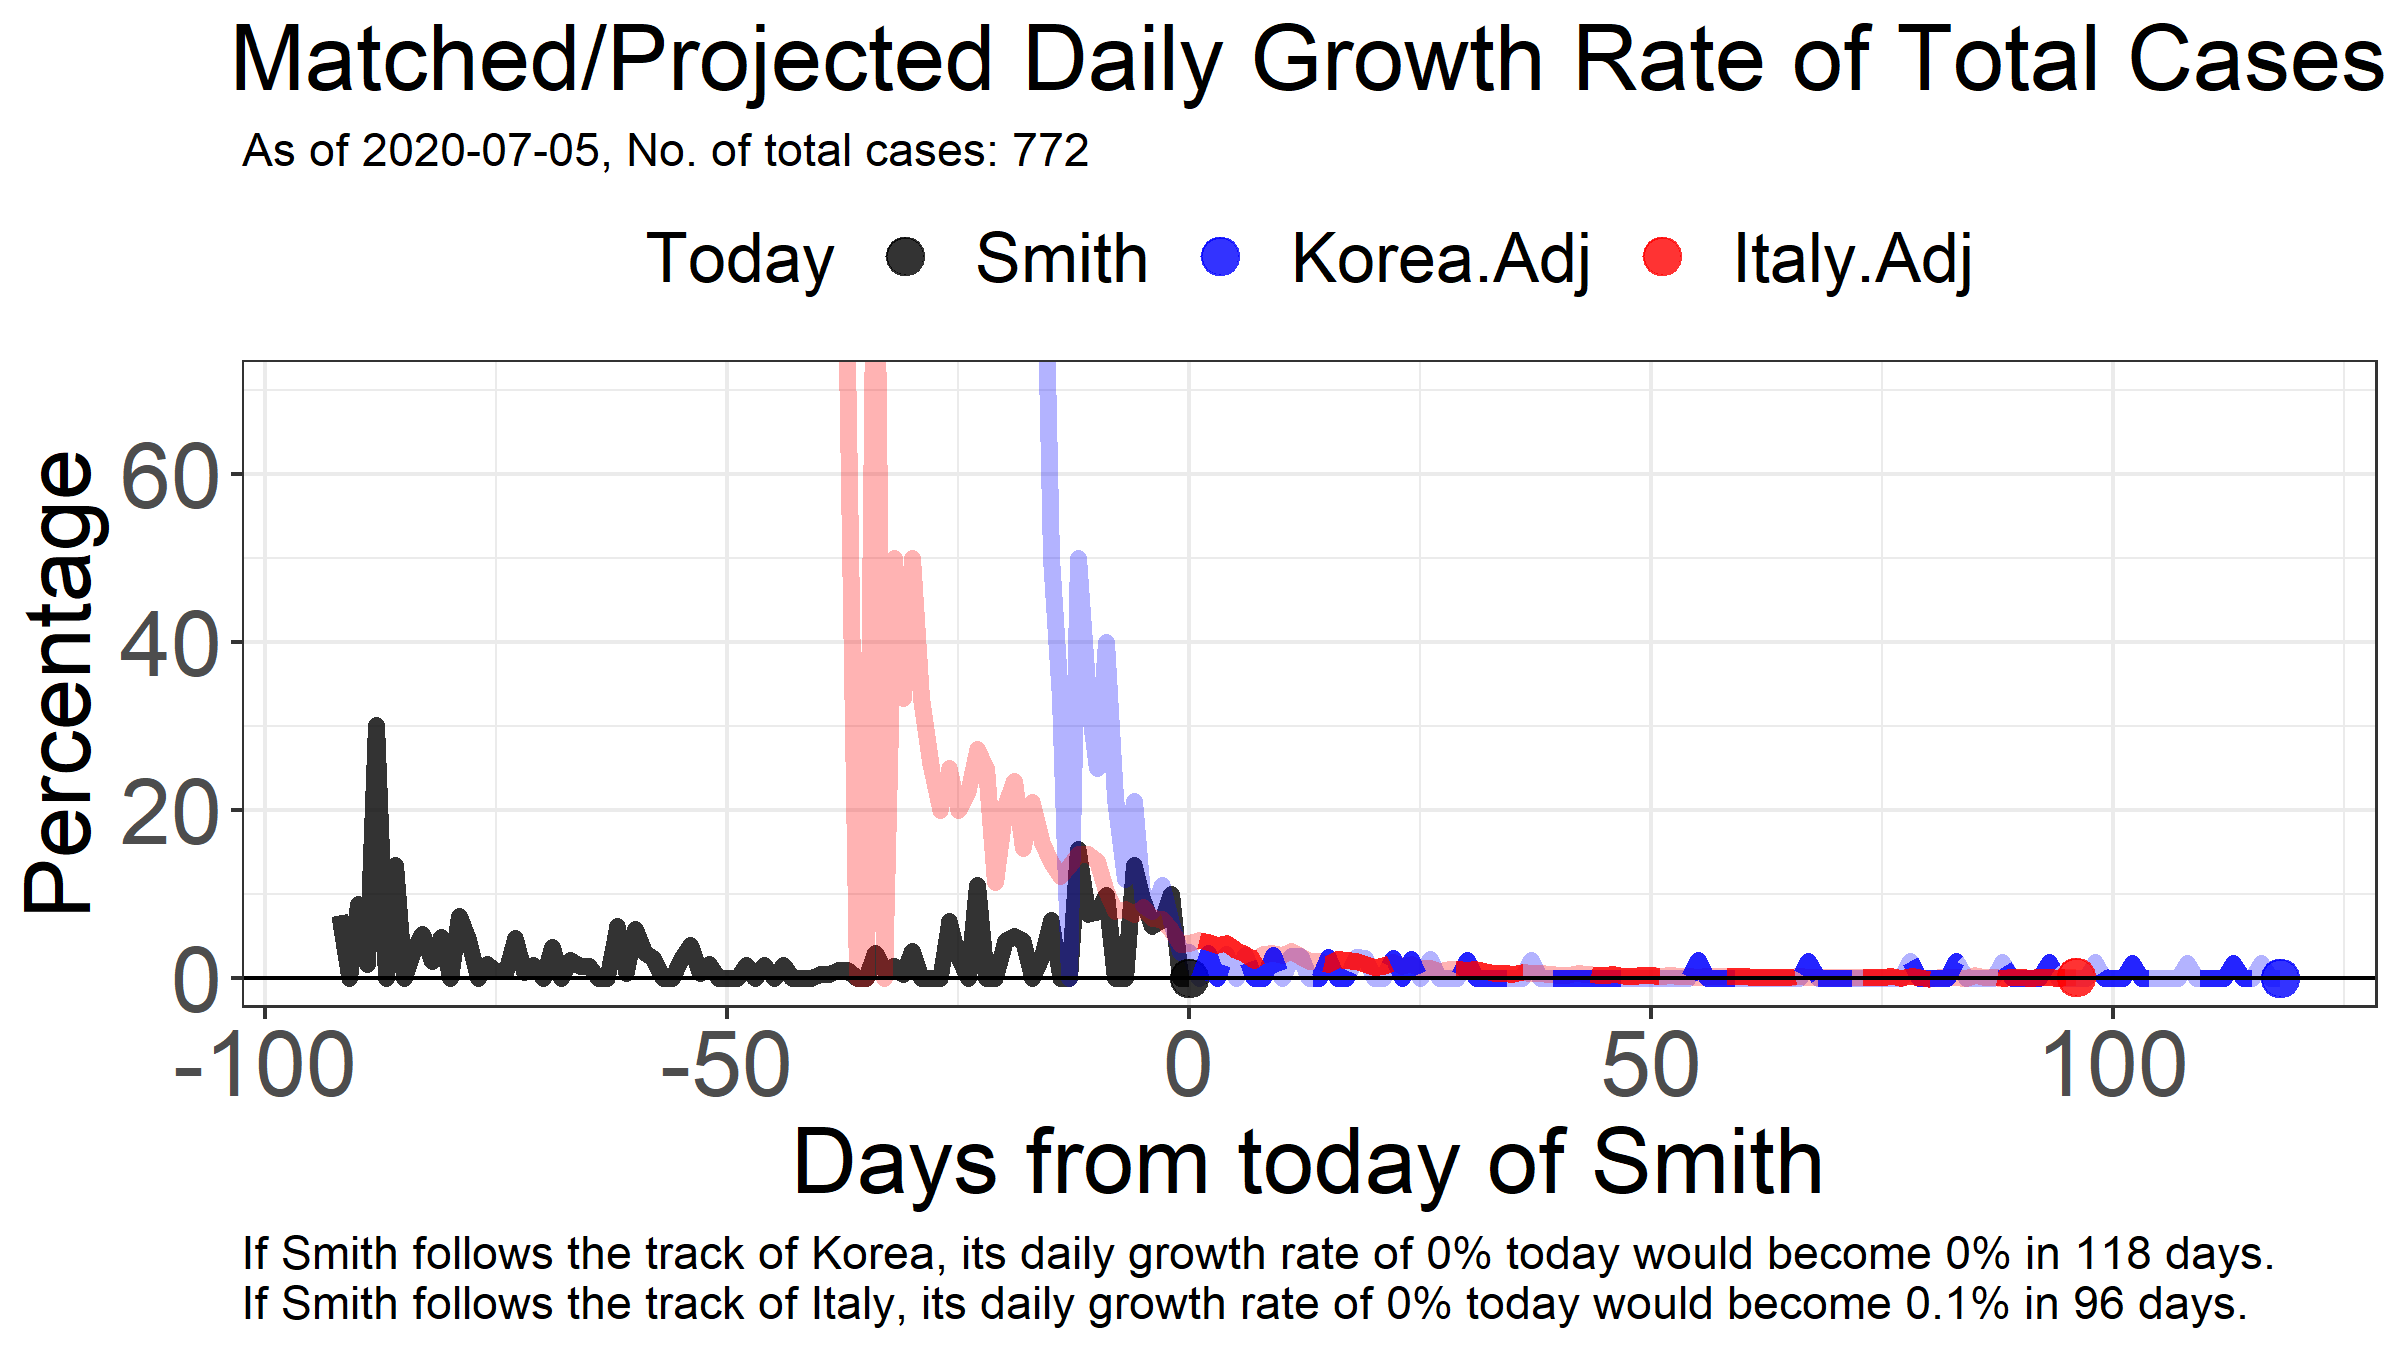 Matched/Projected Daily Growth Rate of Total Cases
As of 2020-07-05, No. of total cases: 772
Today Smith Korea.Adj Italy.Adj
Percentage
60
40
20
0
-100 -50 0 50 100
Days from today of Smith
If Smith follows the track of Korea, its daily growth rate of 0% today would become 0% in 118 days.
If Smith follows the track of Italy, its daily growth rate of 0% today would become 0.1% in 96 days.